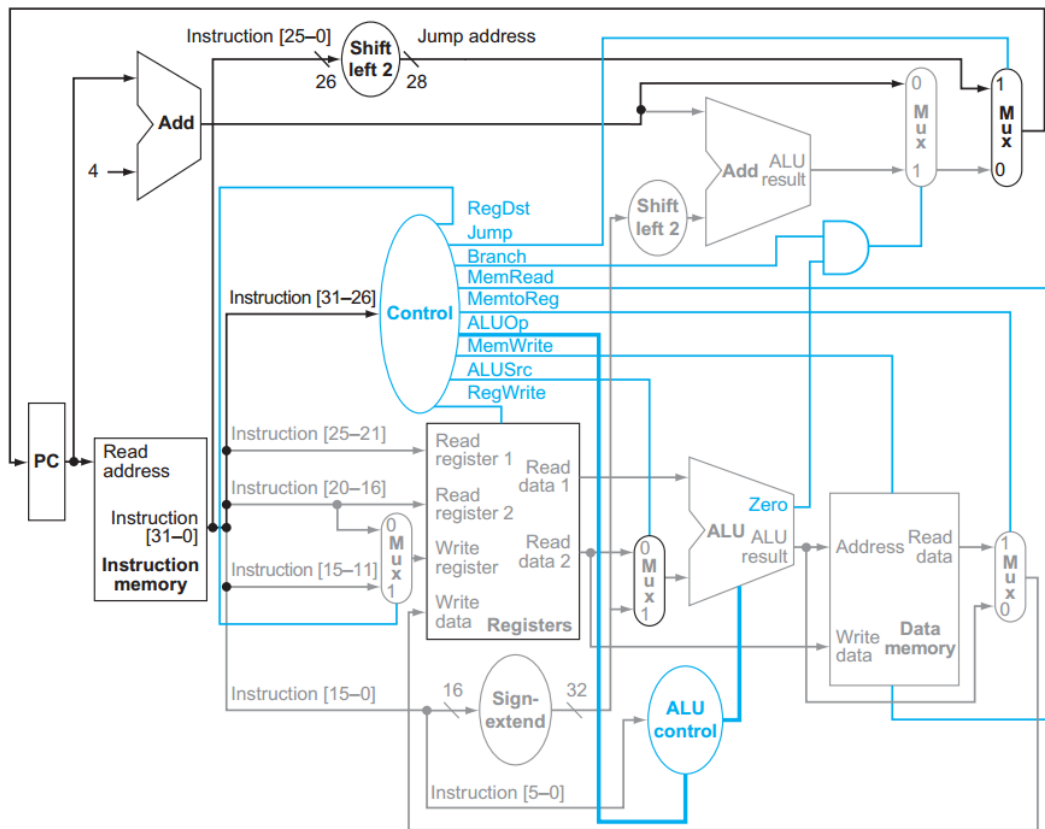 Instruction [25–0]
Shift
left 2
Jump address
26
28
Add
4
0
M
u
x
1
1
M
u
x
0
Add
ALU
result
Shift
left 2
RegDst
Jump
Branch
MemRead
MemtoReg
ALUOp
MemWrite
ALUSrc
RegWrite
Control
Instruction [31–26]
PC
Read
address
Instruction
[31–0]
Instruction
memory
Instruction [25–21]
Instruction [20–16]
Instruction [15–11]
0
M
u
x
1
Read
register 1
Read
register 2
Write
register
Write
data
Read
data 1
Read
data 2
Registers
0
M
u
x
1
Zero
ALU
ALU
result
Address
Read
data
Write
data
Data
memory
1
M
u
x
0
Instruction [15–0]
16
Sign-
extend
32
ALU
control
Instruction [5–0]